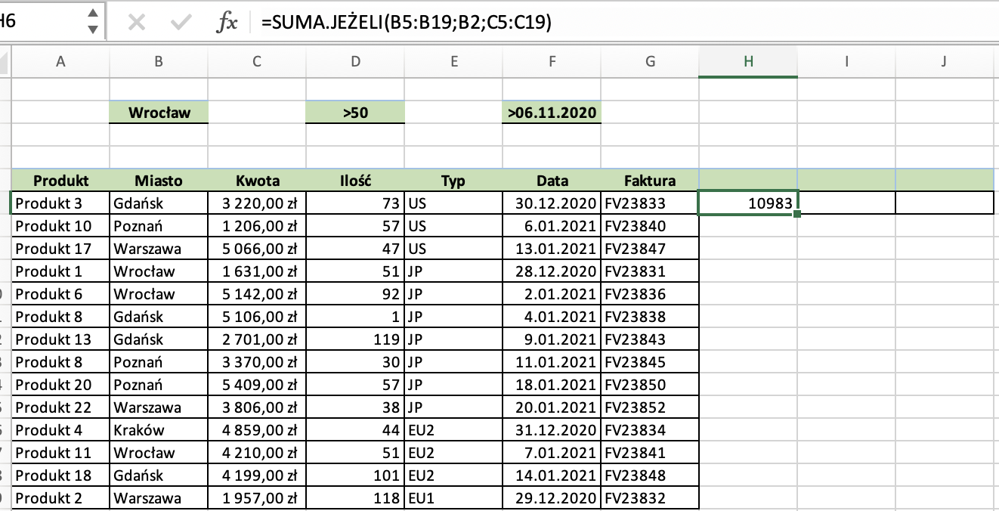 H6 fx =SUMA.JEŻELI(B5:B19;B2;C5:C19)
A B C D E F G H I J
Wrocław >50 >06.11.2020
Produkt Miasto Kwota Ilość Typ Data Faktura
Produkt 3 Gdańsk 3 220,00 zł 73 US 30.12.2020 FV23833 10983
Produkt 10 Poznań 1 206,00 zł 57 US 6.01.2021 FV23840
Produkt 17 Warszawa 5 066,00 zł 47 US 13.01.2021 FV23847
Produkt 1 Wrocław 1 631,00 zł 51 JP 28.12.2020 FV23831
Produkt 6 Wrocław 5 142,00 zł 92 JP 2.01.2021 FV23836
Produkt 8 Gdańsk 5 106,00 zł 1 JP 4.01.2021 FV23838
Produkt 13 Gdańsk 2 701,00 zł 119 JP 9.01.2021 FV23843
Produkt 8 Poznań 3 370,00 zł 30 JP 11.01.2021 FV23845
Produkt 20 Poznań 5 409,00 zł 57 JP 18.01.2021 FV23850
Produkt 22 Warszawa 3 806,00 zł 38 JP 20.01.2021 FV23852
Produkt 4 Kraków 4 859,00 zł 44 EU2 31.12.2020 FV23834
Produkt 11 Wrocław 4 210,00 zł 51 EU2 7.01.2021 FV23841
Produkt 18 Gdańsk 4 199,00 zł 101 EU2 14.01.2021 FV23848
Produkt 2 Warszawa 1 957,00 zł 118 EU1 29.12.2020 FV23832